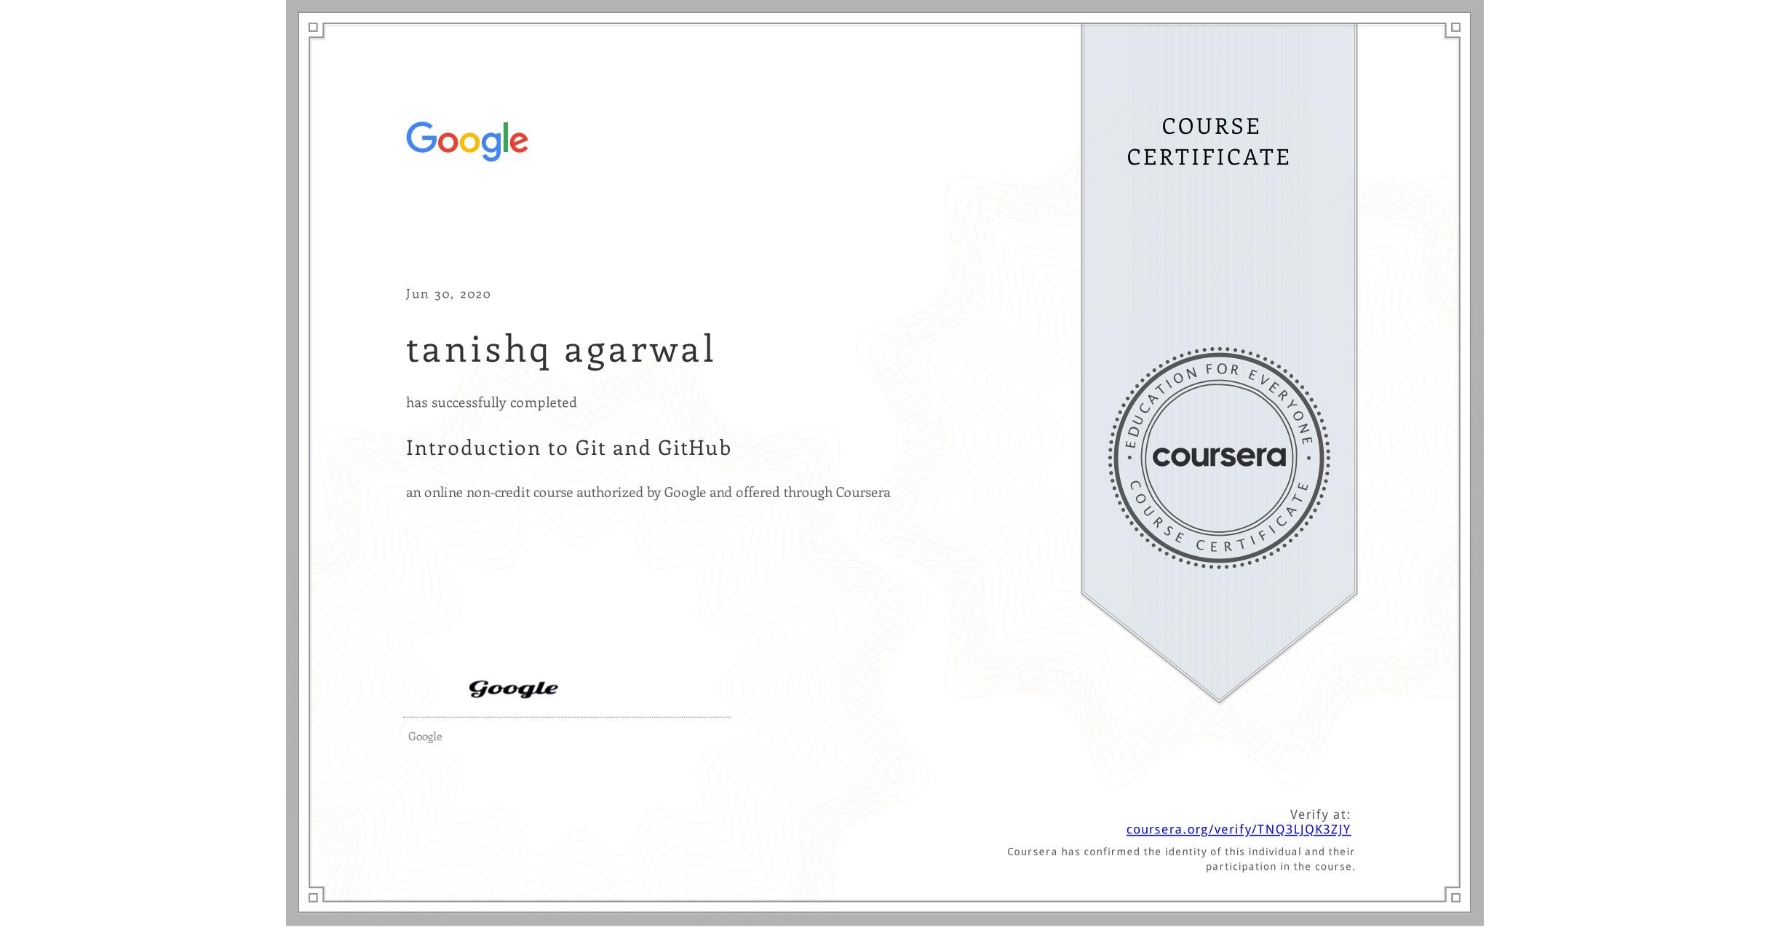 Google
COURSE
CERTIFICATE
Jun 30, 2020
tanishq agarwal
has successfully completed
Introduction to Git and GitHub
an online non-credit course authorized by Google and offered through Coursera
EDUCATION FOR EVERYONE
coursera
COURSE CERTIFICATE
Google
Google
Verify at:
coursera.org/verify/TNQ3LJQK3ZJY
Coursera has confirmed the identity of this individual and their
participation in the course.